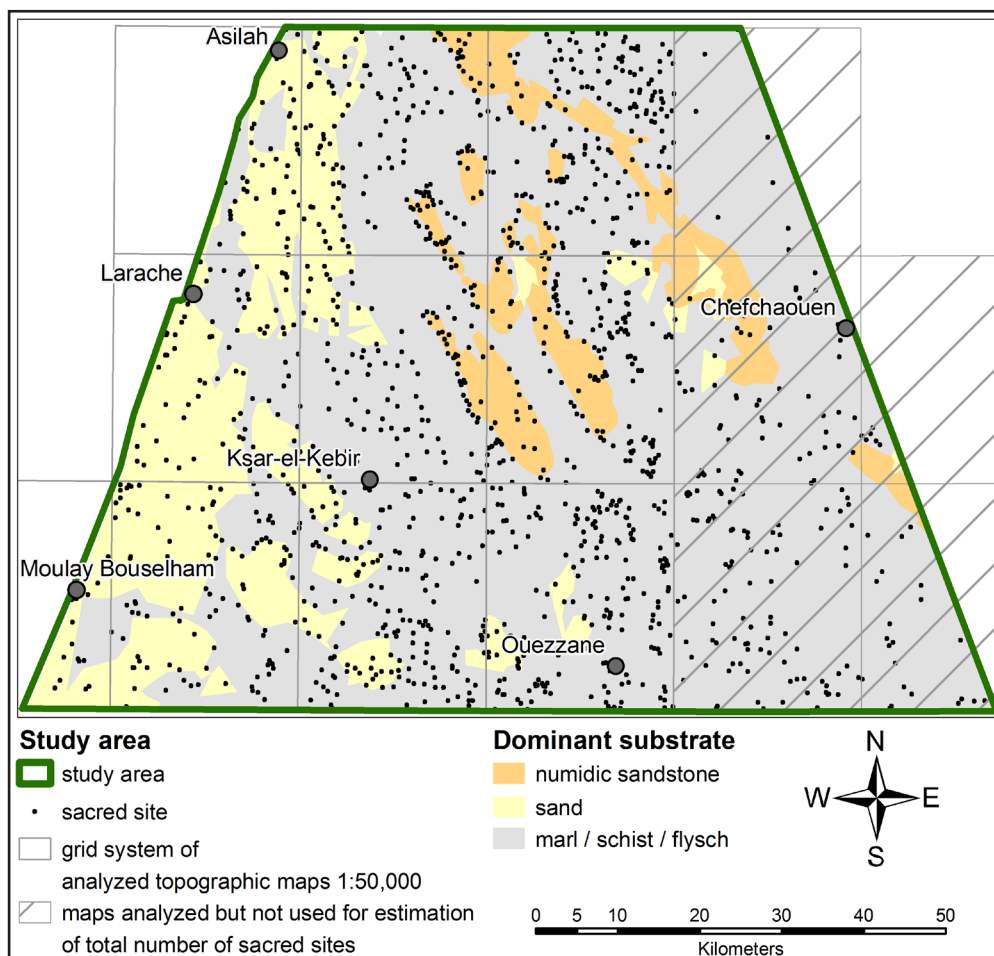 Asilah
Larache
Chefchaouen
Ksar-el-Kebir
Moulay Bouselham
Ouezzane
Study area
study area
sacred site
grid system of
analyzed topographic maps 1:50,000
maps analyzed but not used for estimation
of total number of sacred sites
Dominant substrate
numidic sandstone
sand
marl / schist / flysch
N
W E
S
0 5 10 20 30 40 50
Kilometers